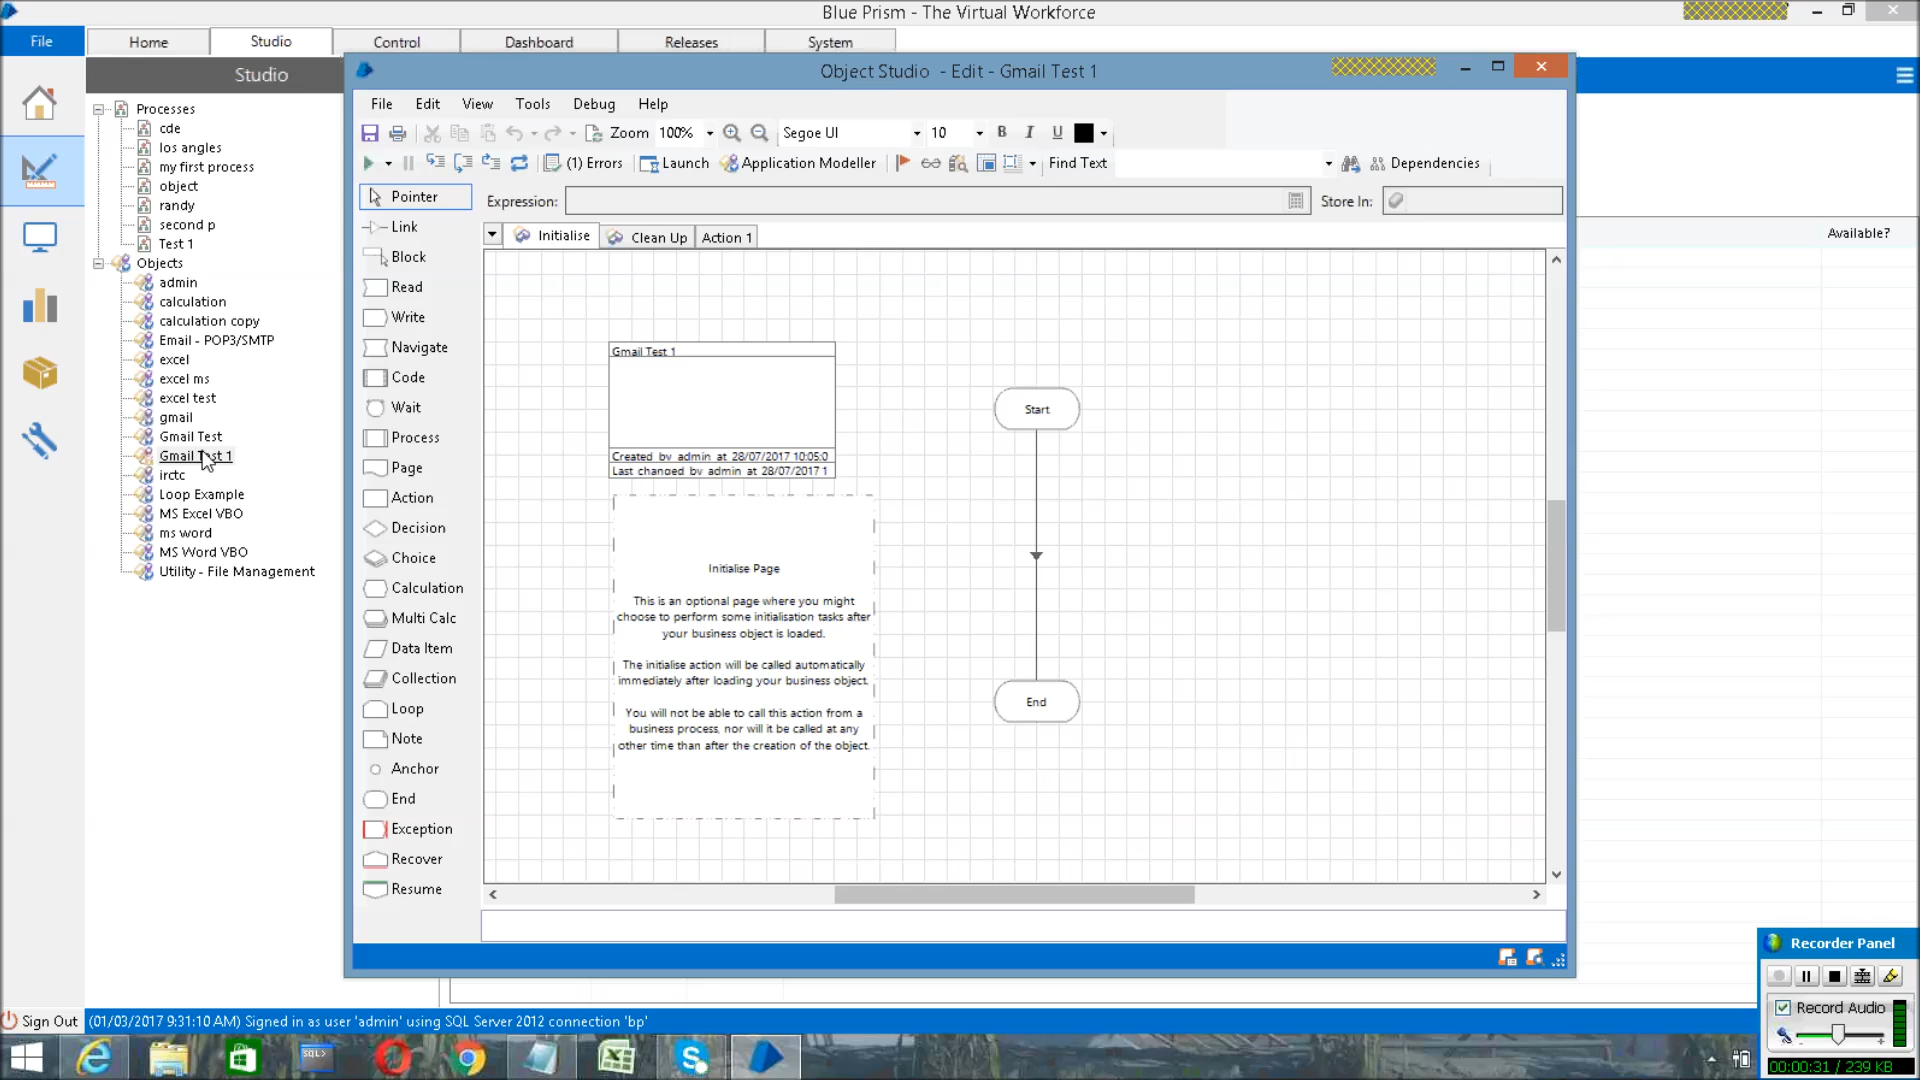 Blue Prism - The Virtual Workforce
File
Home
Studio
Control
Dashboard
Releases
System
Studio
Processes
cde
los angles
my first process
object
randy
second p
Test 1
Objects
admin
calculation
calculation copy
Email - POP3/SMTP
excel
excel ms
excel test
gmail
Gmail Test
Gmail Test 1
irctc
Loop Example
MS Excel VBO
ms word
MS Word VBO
Utility - File Management
Object Studio - Edit - Gmail Test 1
File Edit View Tools Debug Help
Zoom 100% Segoe UI 10 B I U
(1) Errors Launch Application Modeller Find Text Dependencies
Expression: Store In:
Pointer
Link
Block
Read
Write
Navigate
Code
Wait
Process
Page
Action
Decision
Choice
Calculation
Multi Calc
Data Item
Collection
Loop
Note
Anchor
End
Exception
Recover
Resume
Initialise
Clean Up
Action 1
Gmail Test 1
Created by admin at 28/07/2017 10:05:0
Last changed by admin at 28/07/2017 1
Initialise Page
This is an optional page where you might
choose to perform some initialisation tasks after
your business object is loaded.
The initialise action will be called automatically
immediately after loading your business object.
You will not be able to call this action from a
business process, nor will it be called at any
other time than after the creation of the object.
Start
End
Available?
Sign Out
(01/03/2017 9:31:10 AM) Signed in as user 'admin' using SQL Server 2012 connection 'bp'
SQL>
Recorder Panel
Record Audio
- +
00:00:31 / 239 KB